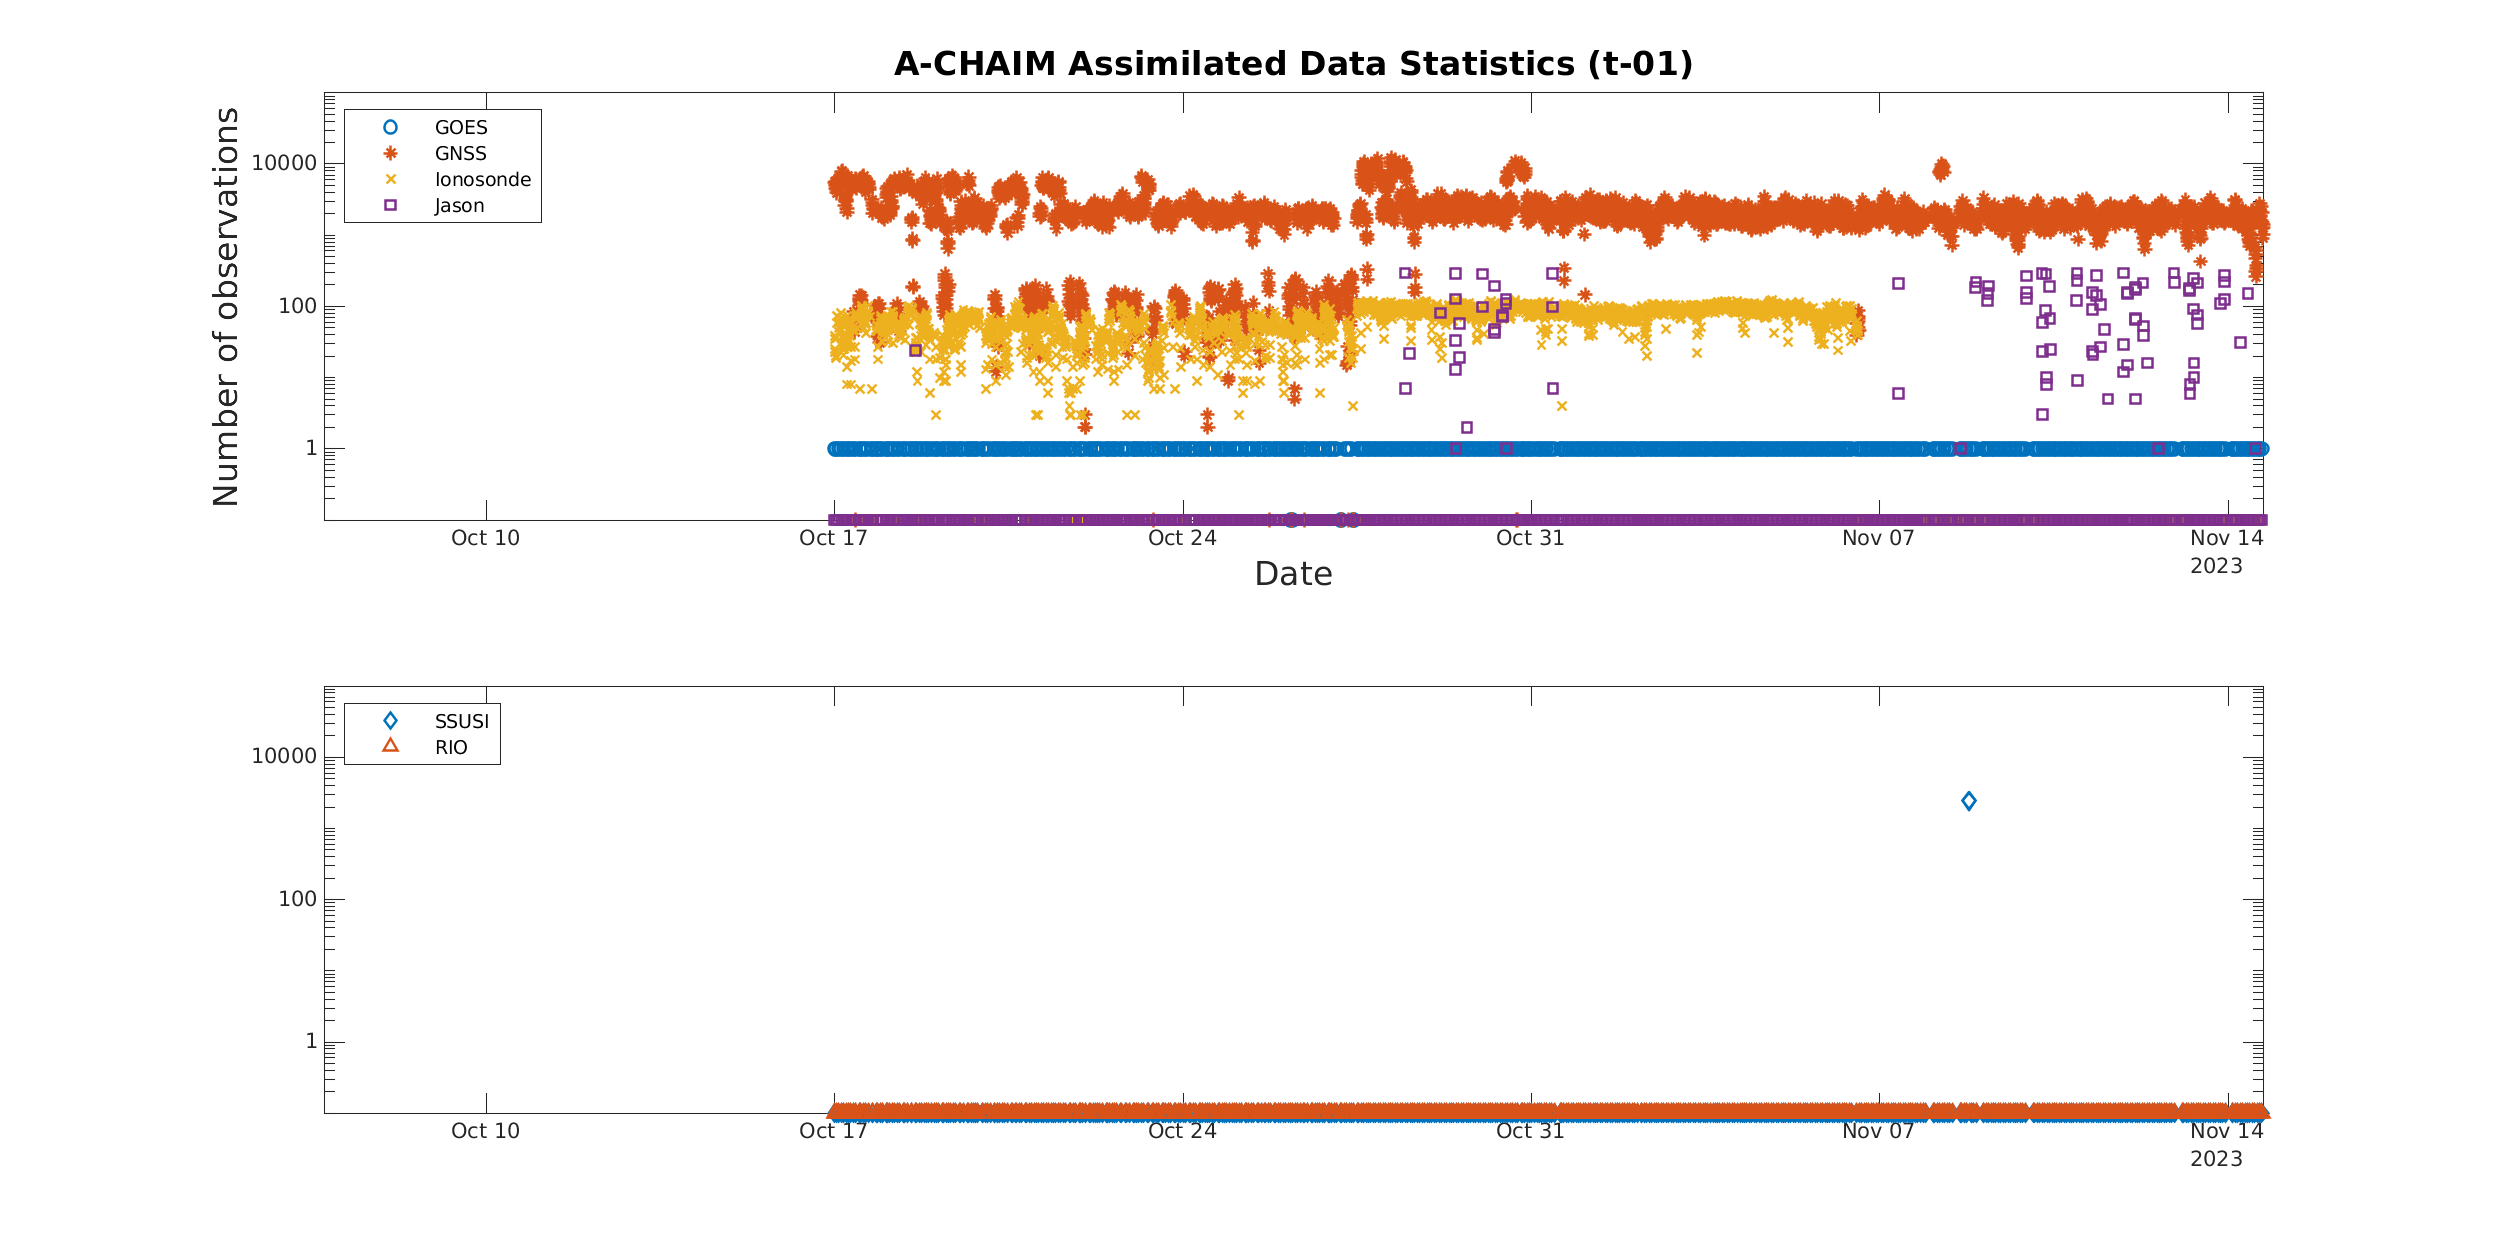 A-CHAIM Assimilated Data Statistics (t-01)
GOES
GNSS
Ionosonde
Jason
Number of observations
10000
100
1
Oct 10 Oct 17 Oct 24 Oct 31 Nov 07 Nov 14
2023
Date
SSUSI
RIO
10000
100
1
Oct 10 Oct 17 Oct 24 Oct 31 Nov 07 Nov 14
2023